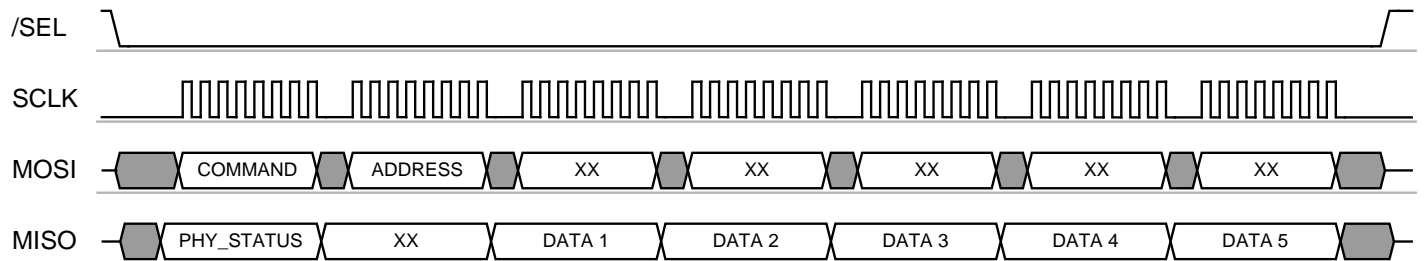 /SEL
SCLK
MOSI COMMAND ADDRESS XX XX XX XX XX
MISO PHY_STATUS XX DATA 1 DATA 2 DATA 3 DATA 4 DATA 5